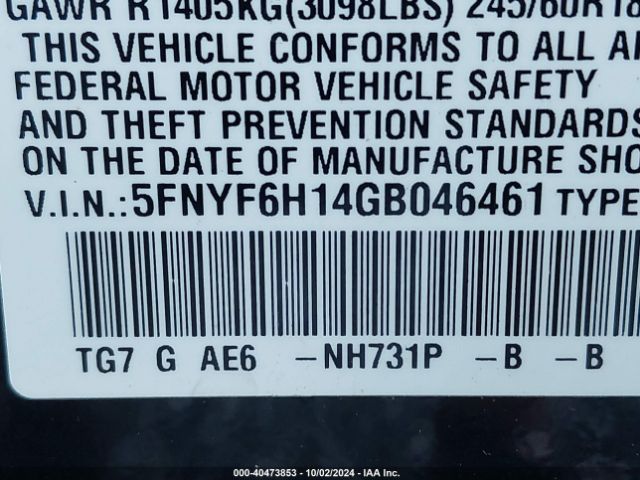 GAWR R1405KG(3098LBS) 245/60R18
THIS VEHICLE CONFORMS TO ALL
FEDERAL MOTOR VEHICLE SAFETY
AND THEFT PREVENTION STANDARDS
ON THE DATE OF MANUFACTURE SHO
V.I.N.:5FNYF6H14GB046461 TYPE
TG7 G AE6 -NH731P -B -B
000-40473853 - 10/02/2024 - IAA Inc.